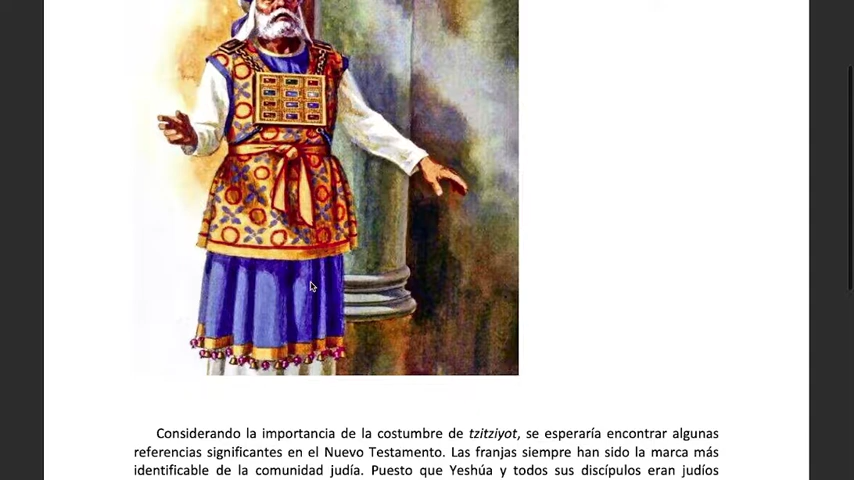 Considerando la importancia de la costumbre de tzitziyot, se esperaría encontrar algunas
referencias significantes en el Nuevo Testamento. Las franjas siempre han sido la marca más
identificable de la comunidad judía. Puesto que Yeshúa y todos sus discípulos eran judíos